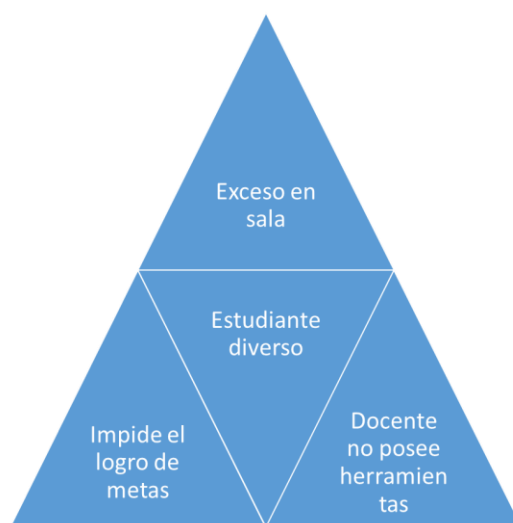 Exceso en
sala
Estudiante
diverso
Impide el
logro de
metas
Docente
no posee
herramien
tas